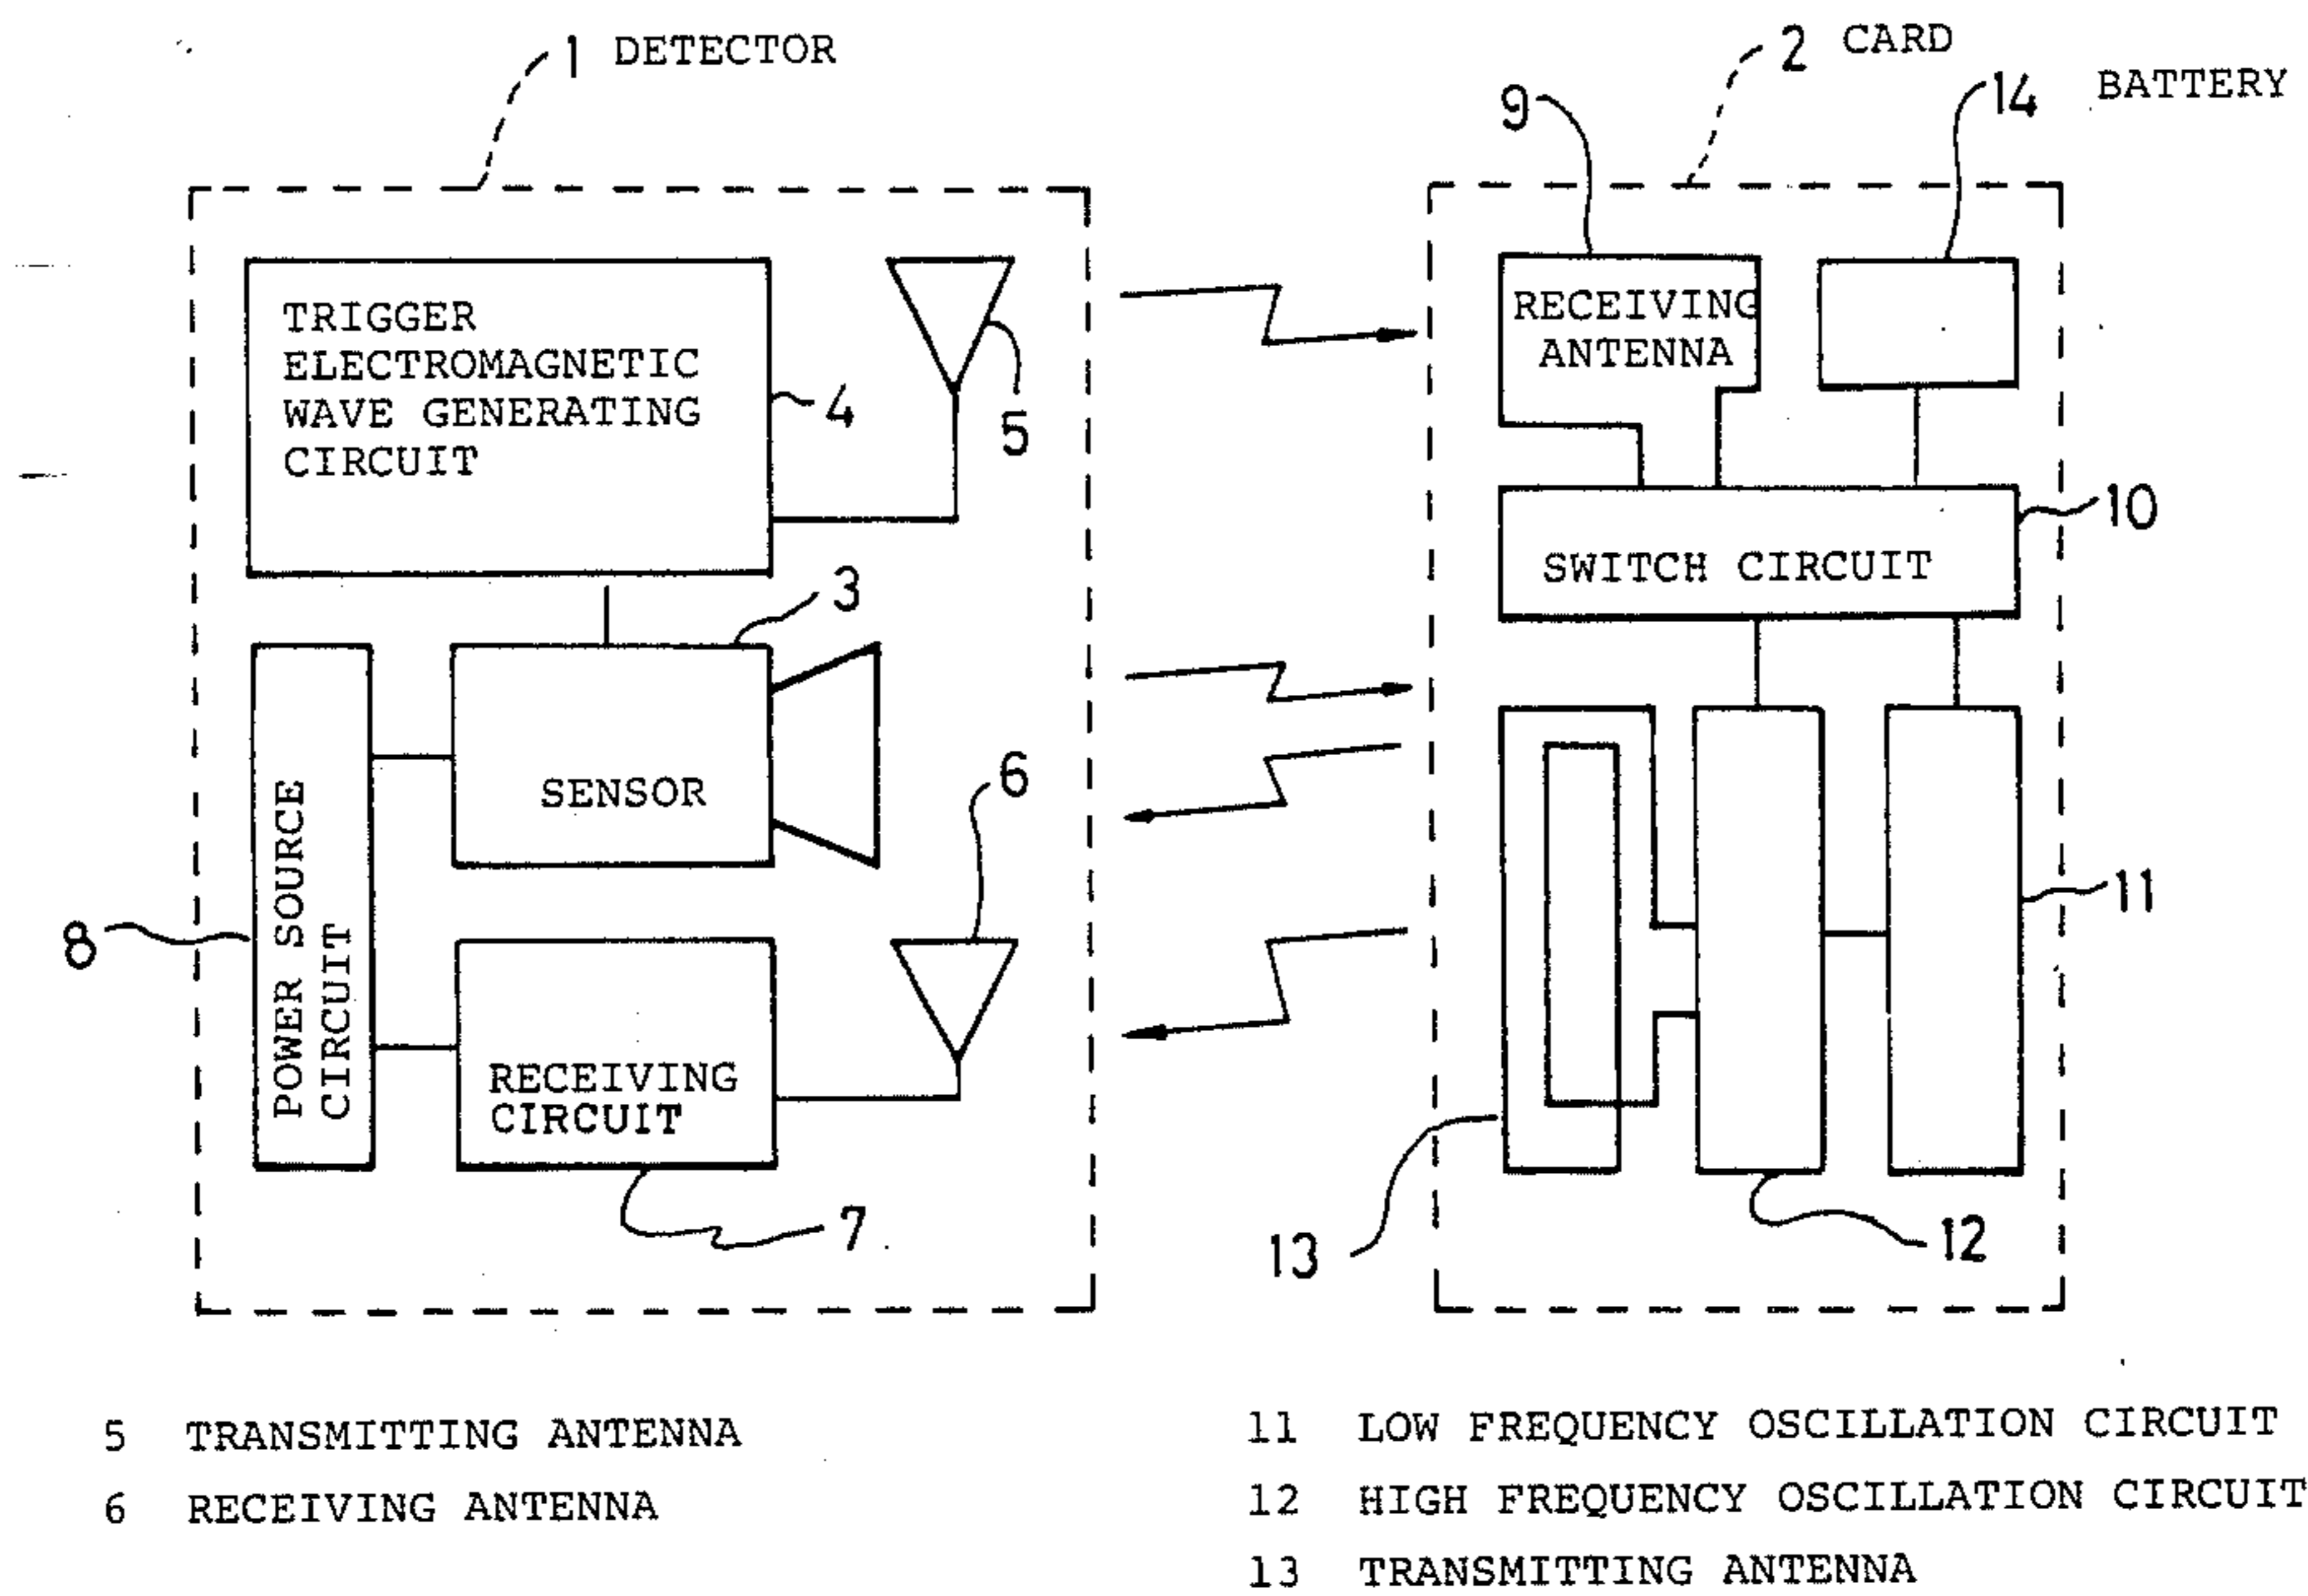 1 DETECTOR
2 CARD
14 BATTERY
9
TRIGGER
ELECTROMAGNETIC
WAVE GENERATING
CIRCUIT
4
5
RECEIVING
ANTENNA
10
SWITCH CIRCUIT
3
SENSOR
6
POWER SOURCE
CIRCUIT
8
RECEIVING
CIRCUIT
7
11
12
13
5 TRANSMITTING ANTENNA
6 RECEIVING ANTENNA
11 LOW FREQUENCY OSCILLATION CIRCUIT
12 HIGH FREQUENCY OSCILLATION CIRCUIT
13 TRANSMITTING ANTENNA